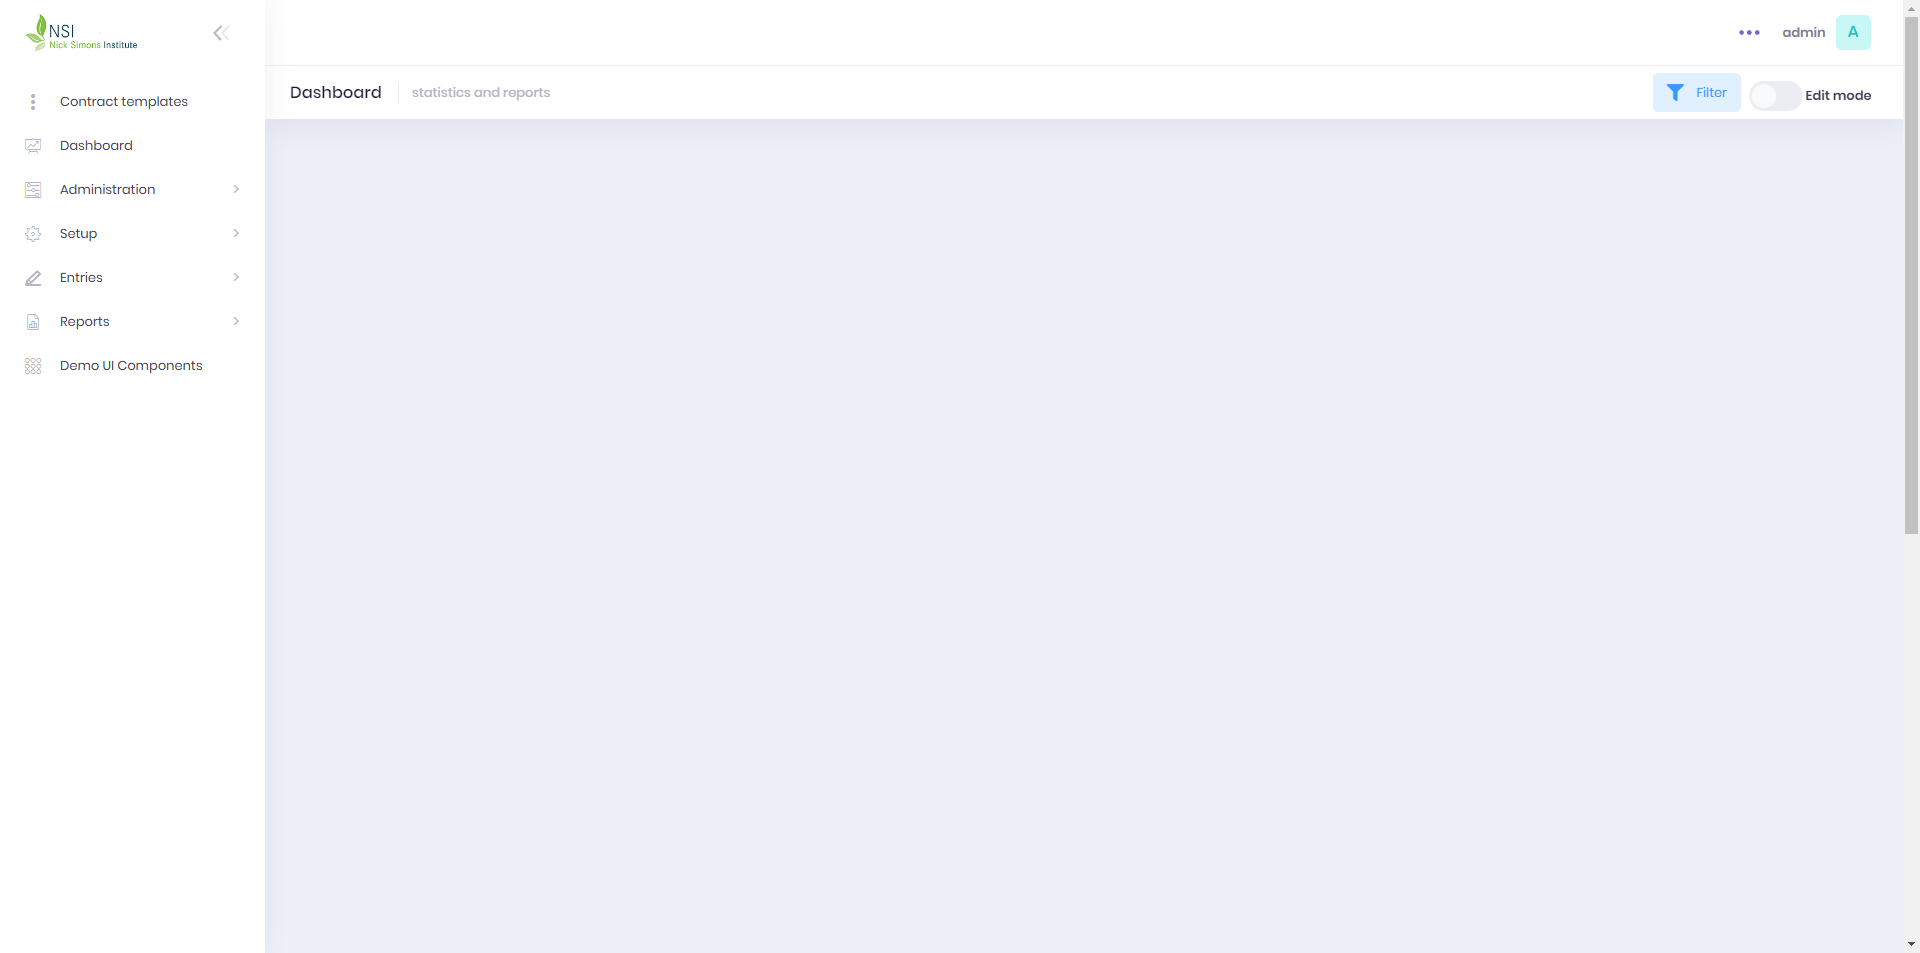 NSI
Nick Simons Institute
admin
A
Dashboard
statistics and reports
Filter
Edit mode
Contract templates
Dashboard
Administration
Setup
Entries
Reports
Demo UI Components